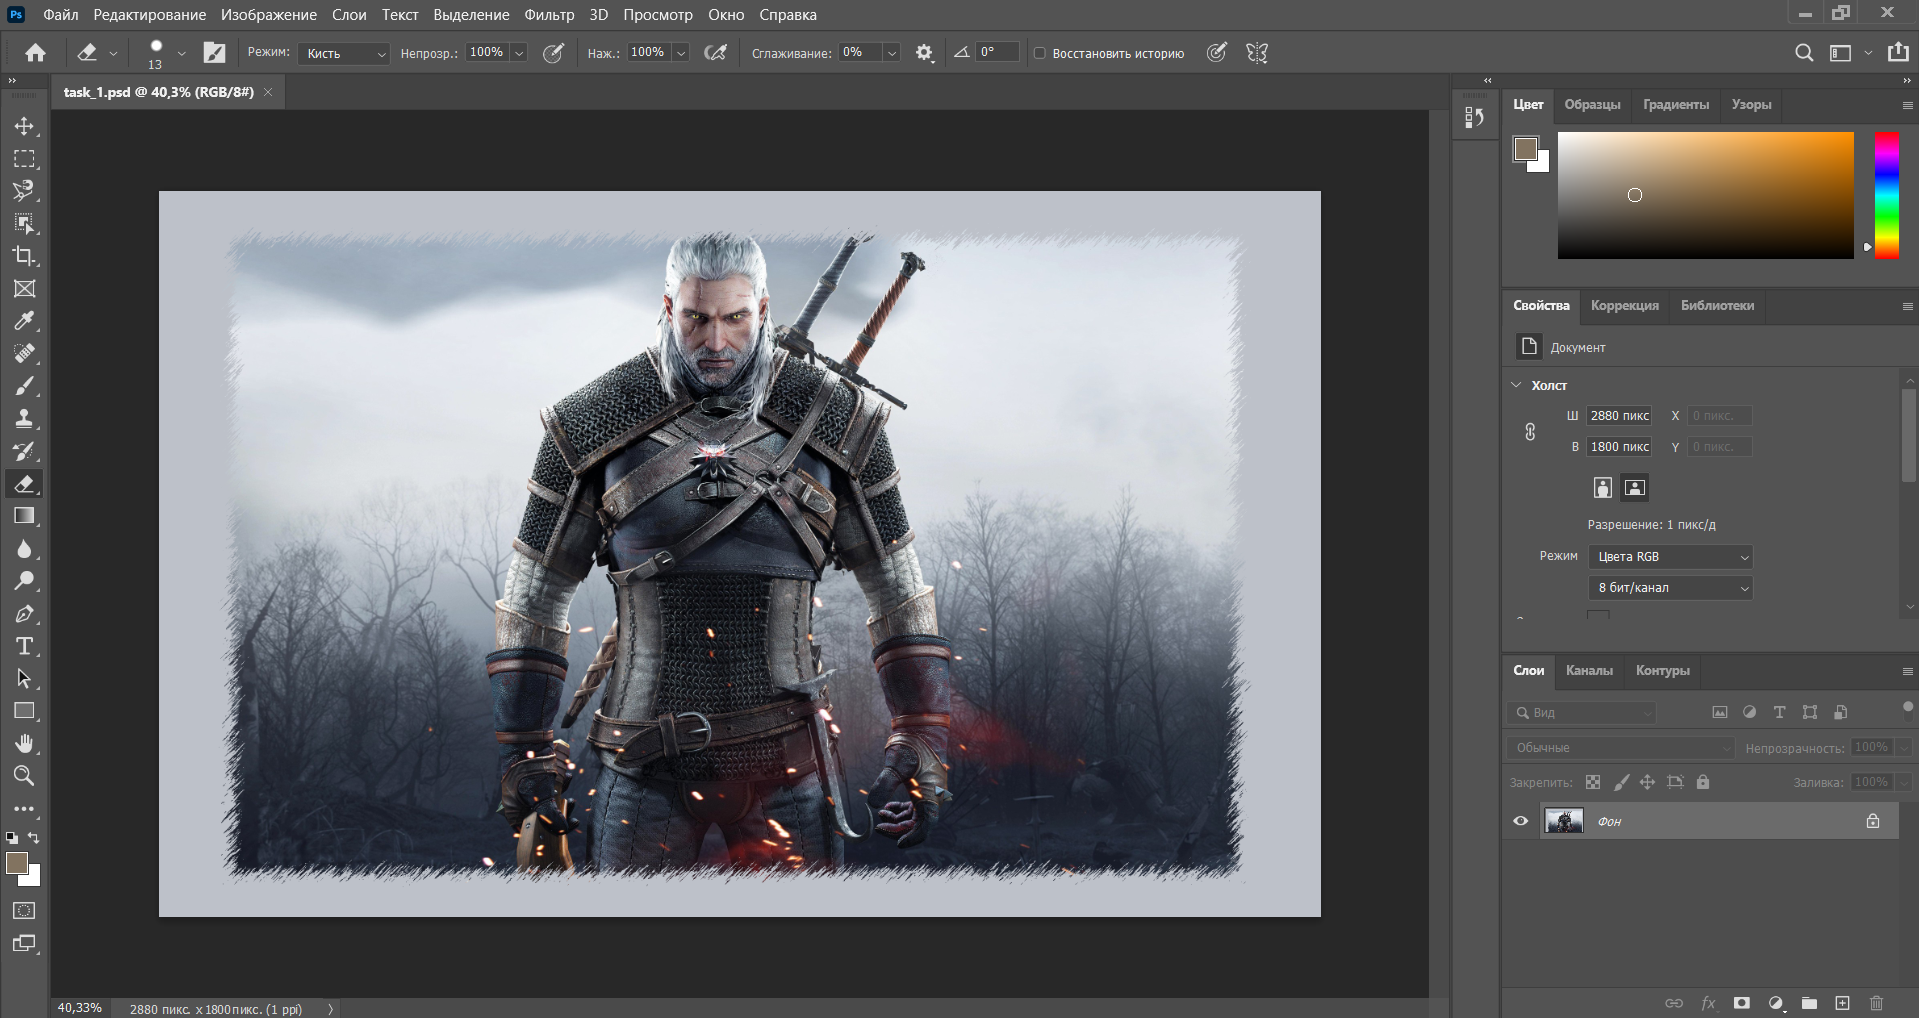 Ps Файл Редактирование Изображение Слои Текст Выделение Фильтр 3D Просмотр Окно Справка
13 Режим: Кисть Непрозр.: 100% Наж.: 100% Сглаживание: 0% 0° Восстановить историю
task_1.psd @ 40,3% (RGB/8#)
Цвет Образцы Градиенты Узоры
Свойства Коррекция Библиотеки
Документ
Холст
Ш 2880 пикс X 0 пикс.
В 1800 пикс Y 0 пикс.
Разрешение: 1 пикс/д
Режим Цвета RGB
8 бит/канал
Слои Каналы Контуры
Вид
Обычные Непрозрачность: 100%
Закрепить: Заливка: 100%
Фон
fx
40,33% 2880 пикс. x 1800 пикс. (1 ppi)